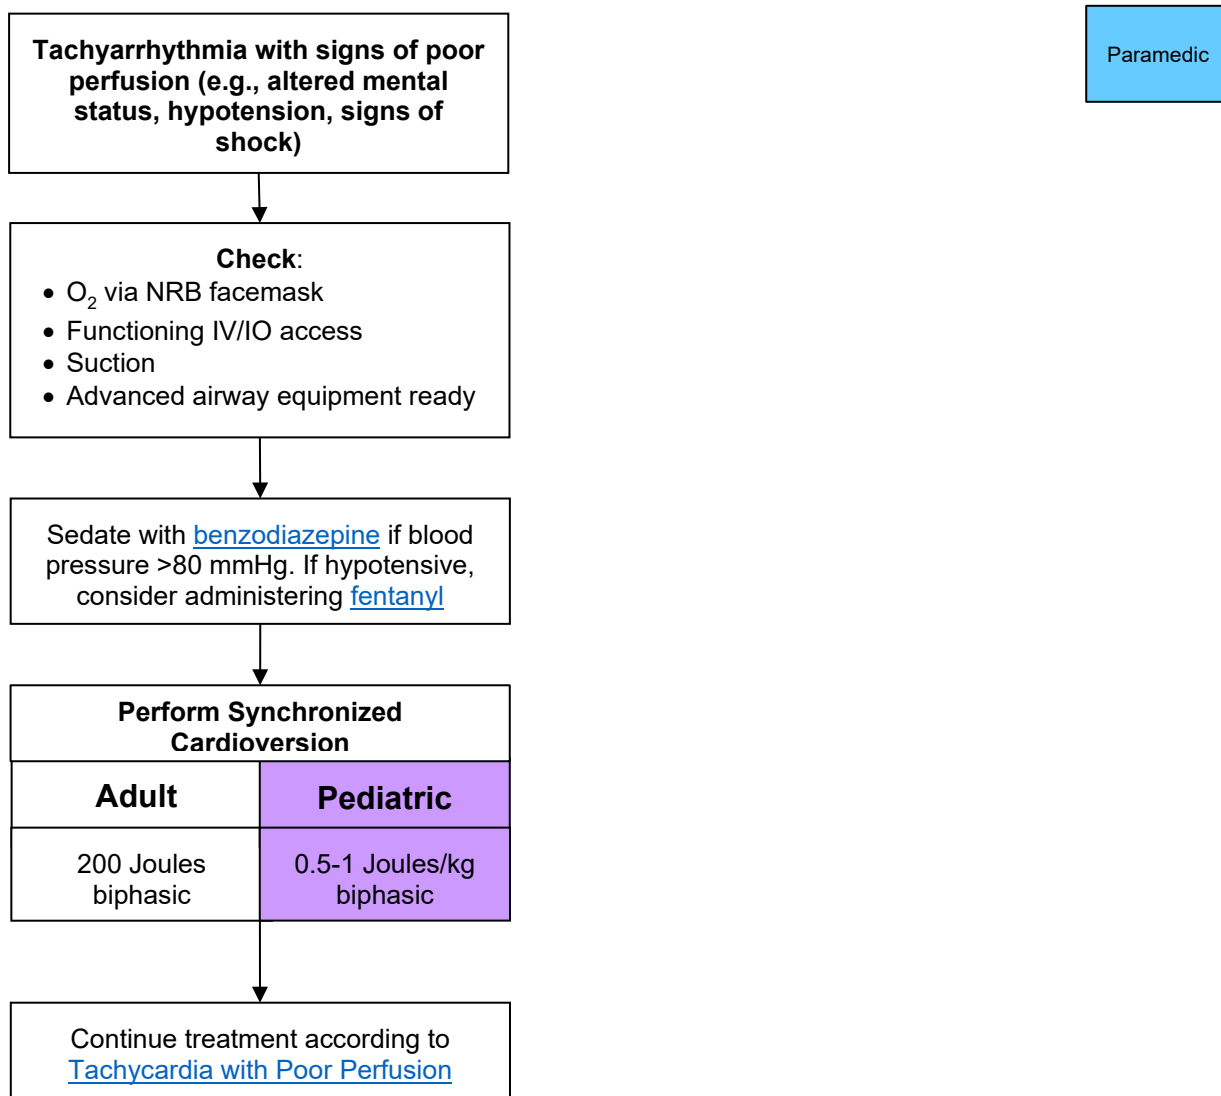 Tachyarrhythmia with signs of poor
perfusion (e.g., altered mental
status, hypotension, signs of
shock)
Paramedic
Check:
• O2 via NRB facemask
• Functioning IV/IO access
• Suction
• Advanced airway equipment ready
Sedate with benzodiazepine if blood
pressure >80 mmHg. If hypotensive,
consider administering fentanyl
Perform Synchronized
Cardioversion
Adult
Pediatric
200 Joules
biphasic
0.5-1 Joules/kg
biphasic
Continue treatment according to
Tachycardia with Poor Perfusion